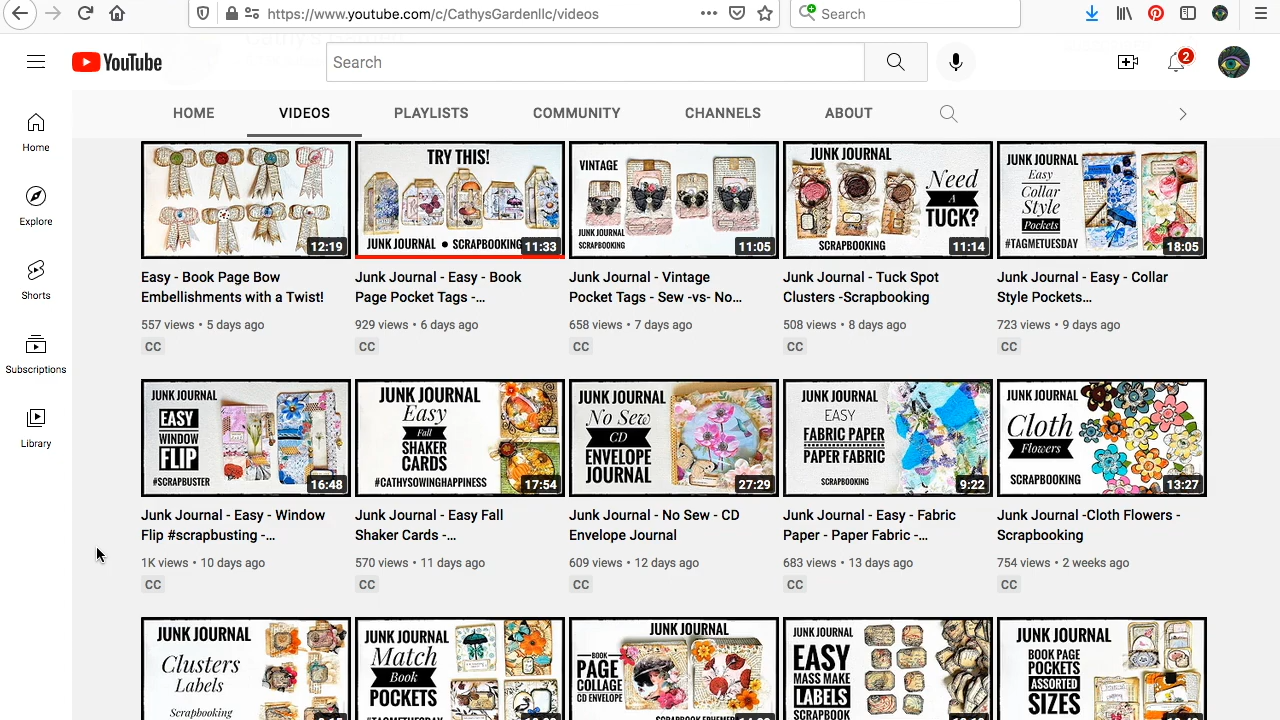 https://www.youtube.com/c/CathysGardenllc/videos
Search
YouTube
Search
2
HOME
VIDEOS
PLAYLISTS
COMMUNITY
CHANNELS
ABOUT
Home
Explore
Shorts
Subscriptions
Library
12:19
TRY THIS!
JUNK JOURNAL • SCRAPBOOKING
11:33
VINTAGE
JUNK JOURNAL
SCRAPBOOKING
11:05
JUNK JOURNAL
Need
A
TUCK?
SCRAPBOOKING
11:14
JUNK JOURNAL
Easy
Collar
Style
Pockets
#TAGMETUESDAY
18:05
Easy - Book Page Bow
Embellishments with a Twist!
557 views • 5 days ago
CC
Junk Journal - Easy - Book
Page Pocket Tags -...
929 views • 6 days ago
CC
Junk Journal - Vintage
Pocket Tags - Sew -vs- No...
658 views • 7 days ago
CC
Junk Journal - Tuck Spot
Clusters -Scrapbooking
508 views • 8 days ago
CC
Junk Journal - Easy - Collar
Style Pockets...
723 views • 9 days ago
CC
JUNK JOURNAL
EASY
WINDOW
FLIP
#SCRAPBUSTER
16:48
JUNK JOURNAL
Easy
Fall
SHAKER
CARDS
#CATHYSOWINGHAPPINESS
17:54
JUNK JOURNAL
No Sew
CD
ENVELOPE
JOURNAL
27:29
JUNK JOURNAL
EASY
FABRIC PAPER
PAPER FABRIC
SCRAPBOOKING
9:22
JUNK JOURNAL
Cloth
Flowers
SCRAPBOOKING
13:27
Junk Journal - Easy - Window
Flip #scrapbusting -...
1K views • 10 days ago
CC
Junk Journal - Easy Fall
Shaker Cards -...
570 views • 11 days ago
CC
Junk Journal - No Sew - CD
Envelope Journal
609 views • 12 days ago
CC
Junk Journal - Easy - Fabric
Paper - Paper Fabric -...
683 views • 13 days ago
CC
Junk Journal -Cloth Flowers -
Scrapbooking
754 views • 2 weeks ago
CC
JUNK JOURNAL
Clusters
Labels
Scrapbooking
JUNK JOURNAL
Match
Book
POCKETS
#TAGMETUESDAY
JUNK JOURNAL
BOOK
PAGE
COLLAGE
CD ENVELOPE
SCRAPBOOK EPHEMERA
JUNK JOURNAL
EASY
MASS MAKE
LABELS
SCRAPBOOK
JUNK JOURNAL
BOOK PAGE
POCKETS
ASSORTED
SIZES